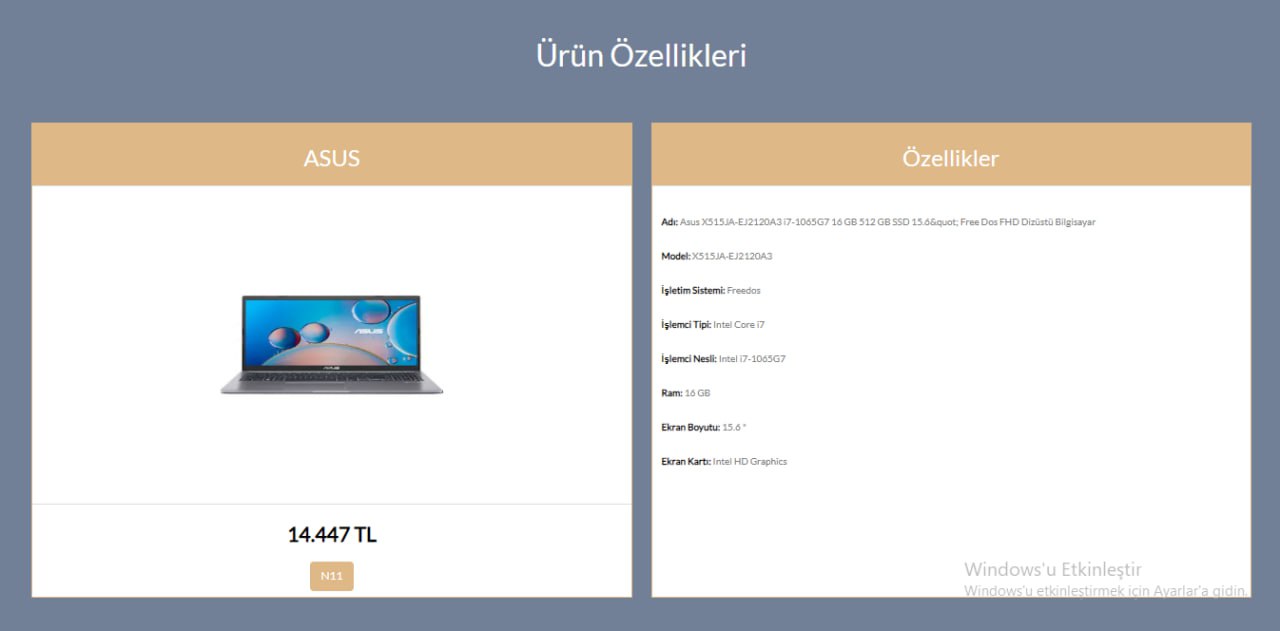 Ürün Özellikleri
ASUS
ASUS
ASUS
14.447 TL
N11
Özellikler
Adı: Asus X515JA-EJ2120A3 i7-1065G7 16 GB 512 GB SSD 15.6&quot; Free Dos FHD Dizüstü Bilgisayar
Model: X515JA-EJ2120A3
İşletim Sistemi: Freedos
İşlemci Tipi: Intel Core i7
İşlemci Nesli: Intel i7-1065G7
Ram: 16 GB
Ekran Boyutu: 15.6 "
Ekran Kartı: Intel HD Graphics
Windows'u Etkinleştir
Windows'u etkinleştirmek için Ayarlar'a gidin.